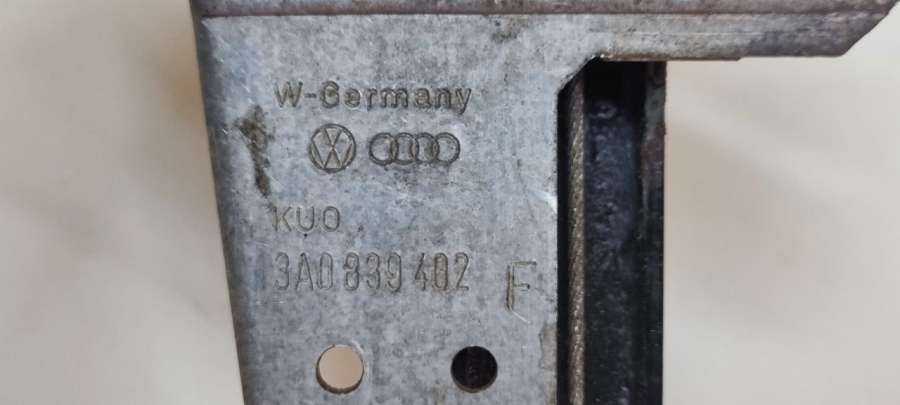 W-Germany
KUO
3A0 839 402 F